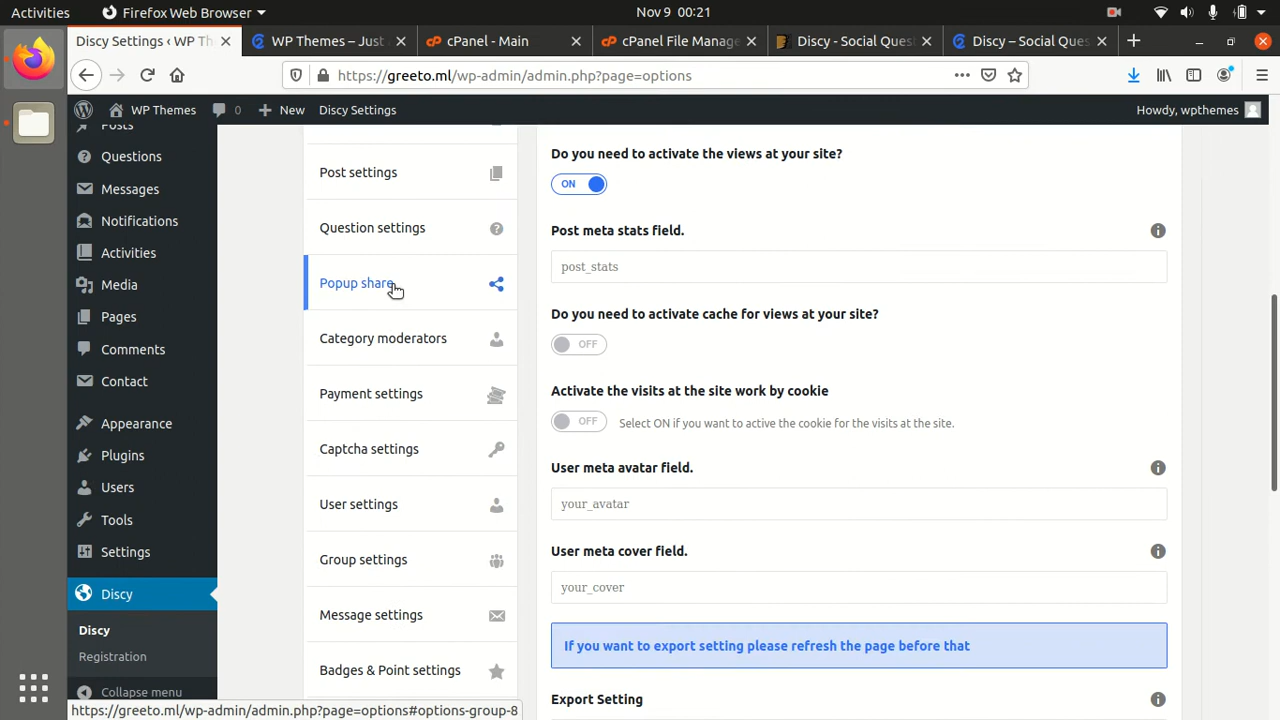 Activities
Firefox Web Browser
Nov 9 00:21
Discy Settings ‹ WP Th
WP Themes – Just
cPanel - Main
cPanel File Manage
Discy - Social Quest
Discy – Social Ques
https://greeto.ml/wp-admin/admin.php?page=options
WP Themes
0
New
Discy Settings
Howdy, wpthemes
Posts
Questions
Messages
Notifications
Activities
Media
Pages
Comments
Contact
Appearance
Plugins
Users
Tools
Settings
Discy
Discy
Registration
Collapse menu
Post settings
Question settings
Popup share
Category moderators
Payment settings
Captcha settings
User settings
Group settings
Message settings
Badges & Point settings
Do you need to activate the views at your site?
ON
Post meta stats field.
post_stats
Do you need to activate cache for views at your site?
OFF
Activate the visits at the site work by cookie
OFF
Select ON if you want to active the cookie for the visits at the site.
User meta avatar field.
your_avatar
User meta cover field.
your_cover
If you want to export setting please refresh the page before that
Export Setting
https://greeto.ml/wp-admin/admin.php?page=options#options-group-8